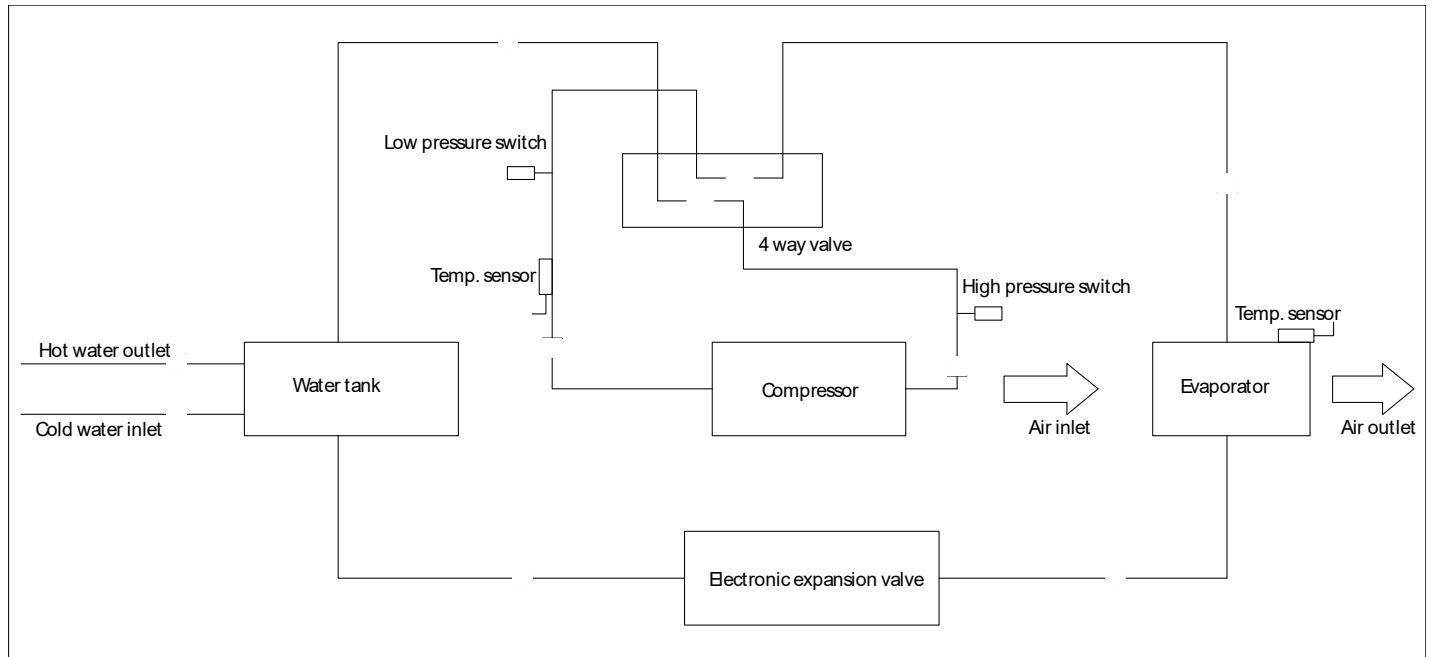 Low pressure switch
4 way valve
Temp. sensor
High pressure switch
Temp. sensor
Hot water outlet
Water tank
Compressor
Evaporator
Cold water inlet
Air inlet
Air outlet
Electronic expansion valve